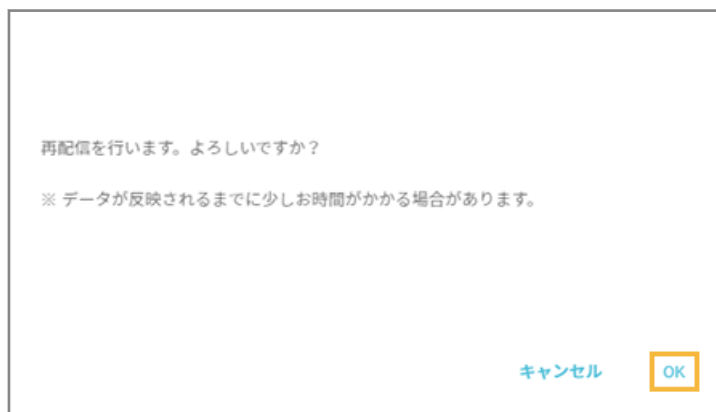 再配信を行います。よろしいですか？
※ データが反映されるまでに少しお時間がかかる場合があります。
キャンセル OK